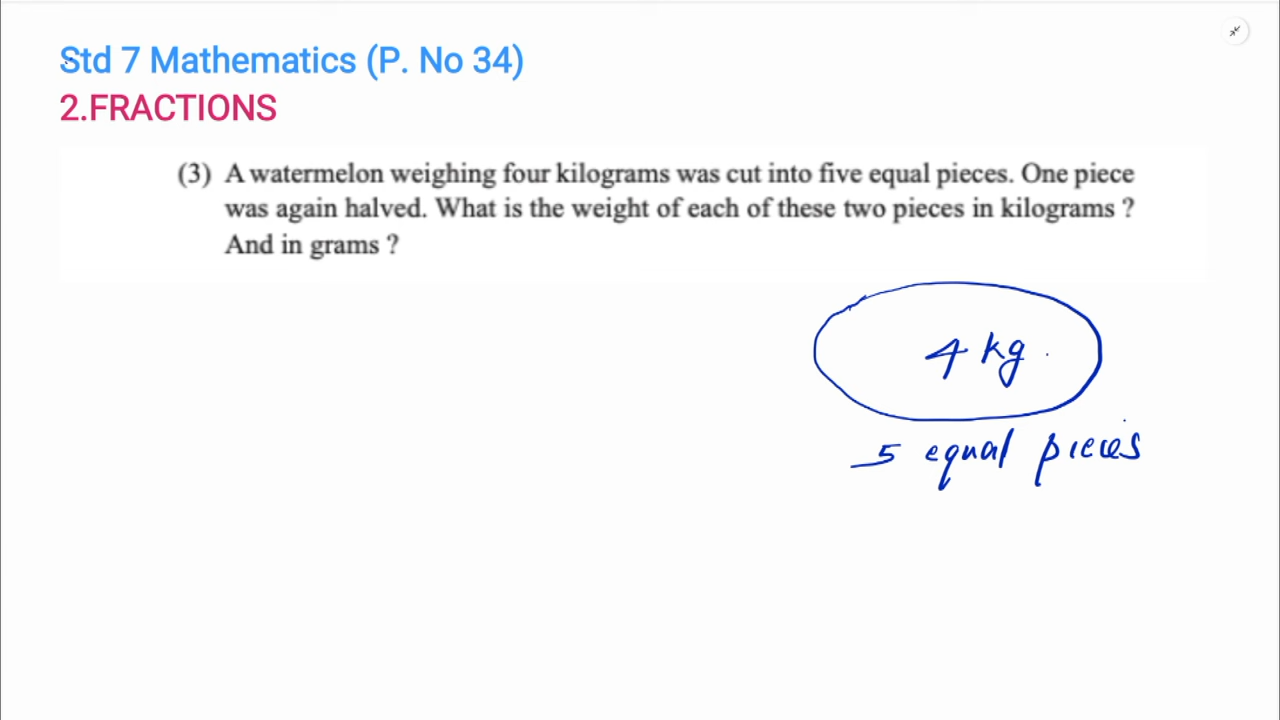 Std 7 Mathematics (P. No 34)
2.FRACTIONS
(3) A watermelon weighing four kilograms was cut into five equal pieces. One piece
was again halved. What is the weight of each of these two pieces in kilograms ?
And in grams ?
4 kg
5 equal pieces